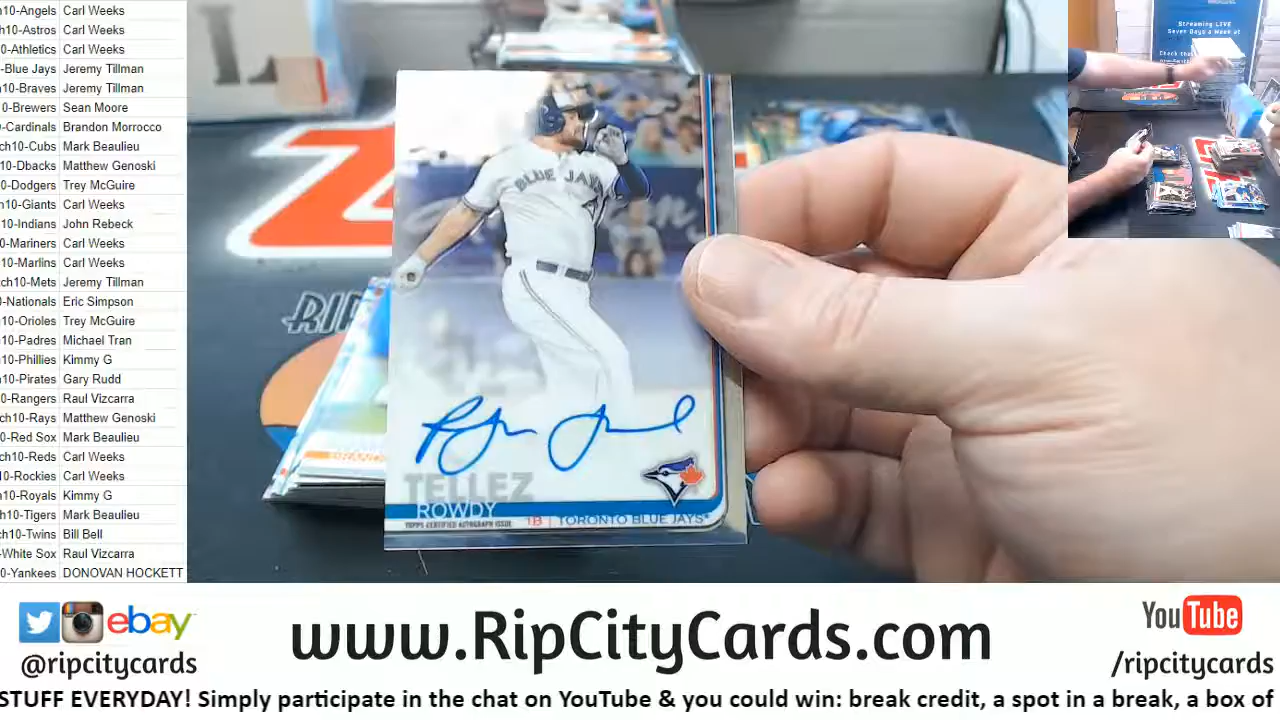 h10-Angels Carl Weeks
h10-Astros Carl Weeks
0-Athletics Carl Weeks
-Blue Jays Jeremy Tillman
h10-Braves Jeremy Tillman
0-Brewers Sean Moore
-Cardinals Brandon Morrocco
ch10-Cubs Mark Beaulieu
0-Dbacks Matthew Genoski
0-Dodgers Trey McGuire
h10-Giants Carl Weeks
10-Indians John Rebeck
0-Mariners Carl Weeks
10-Marlins Carl Weeks
tch10-Mets Jeremy Tillman
0-Nationals Eric Simpson
10-Orioles Trey McGuire
10-Padres Michael Tran
10-Phillies Kimmy G
10-Pirates Gary Rudd
0-Rangers Raul Vizcarra
ch10-Rays Matthew Genoski
10-Red Sox Mark Beaulieu
h10-Reds Carl Weeks
10-Rockies Carl Weeks
10-Royals Kimmy G
h10-Tigers Mark Beaulieu
ch10-Twins Bill Bell
-White Sox Raul Vizcarra
0-Yankees DONOVAN HOCKETT
BLUE JAYS
TELLEZ
ROWDY
TOPPS CERTIFIED AUTOGRAPH ISSUE 1B | TORONTO BLUE JAYS
RIP
Streaming LIVE
Seven Days a Week at
ebay
@ripcitycards
www.RipCityCards.com
YouTube
/ripcitycards
STUFF EVERYDAY! Simply participate in the chat on YouTube & you could win: break credit, a spot in a break, a box of